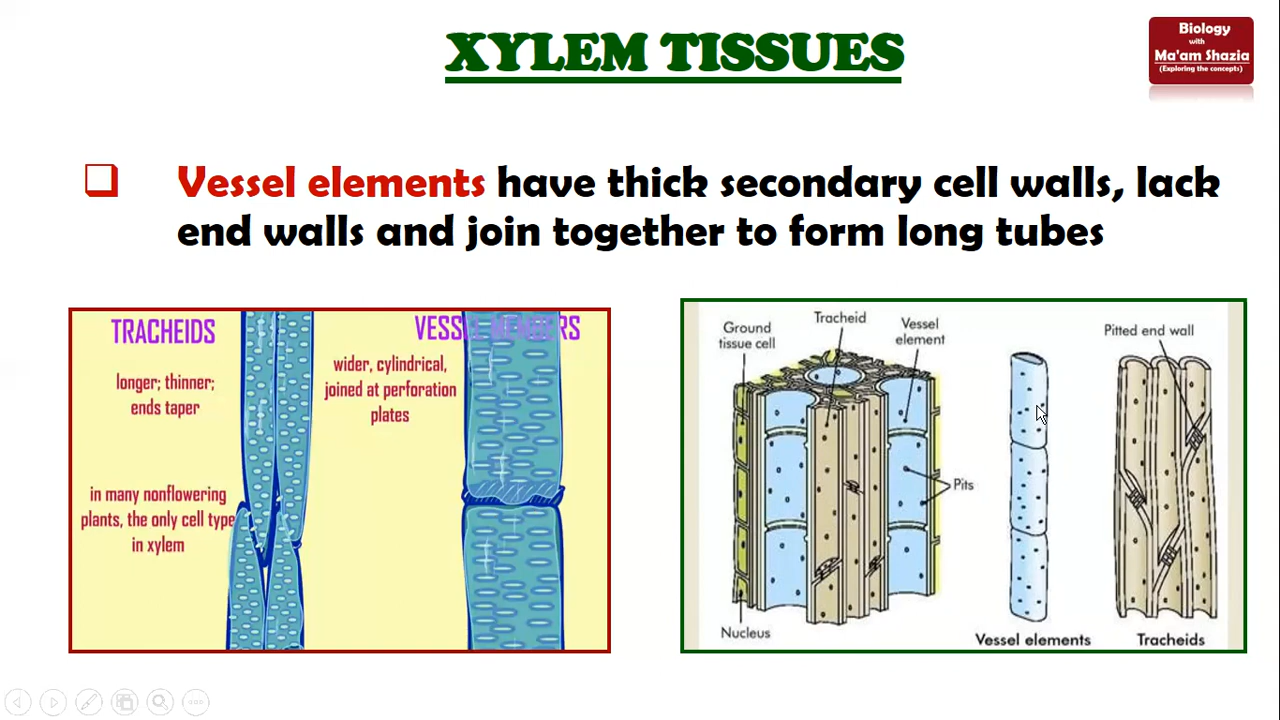 XYLEM TISSUES
Biology
with
Ma'am Shazia
(Exploring the concepts)
Vessel elements have thick secondary cell walls, lack
end walls and join together to form long tubes
TRACHEIDS
longer; thinner;
ends taper
in many nonflowering
plants, the only cell type
in xylem
VESSEL MEMBERS
wider, cylindrical,
joined at perforation
plates
Ground
tissue cell
Tracheid
Vessel
element
Pits
Nucleus
Vessel elements
Pitted end wall
Tracheids